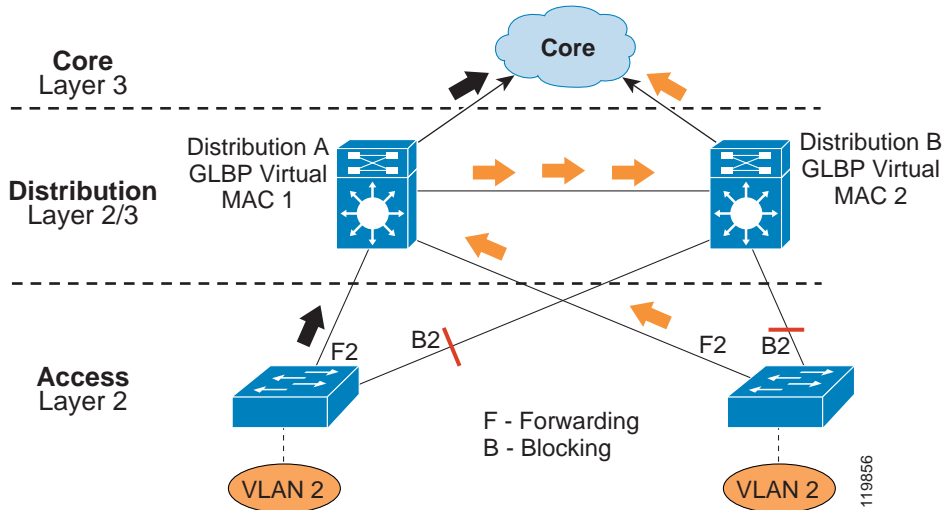 Core
Core
Layer 3
Distribution A
GLBP Virtual
MAC 1
Distribution B
GLBP Virtual
MAC 2
Distribution
Layer 2/3
F2
B2
F2
B2
Access
Layer 2
F - Forwarding
B - Blocking
VLAN 2
VLAN 2
119856